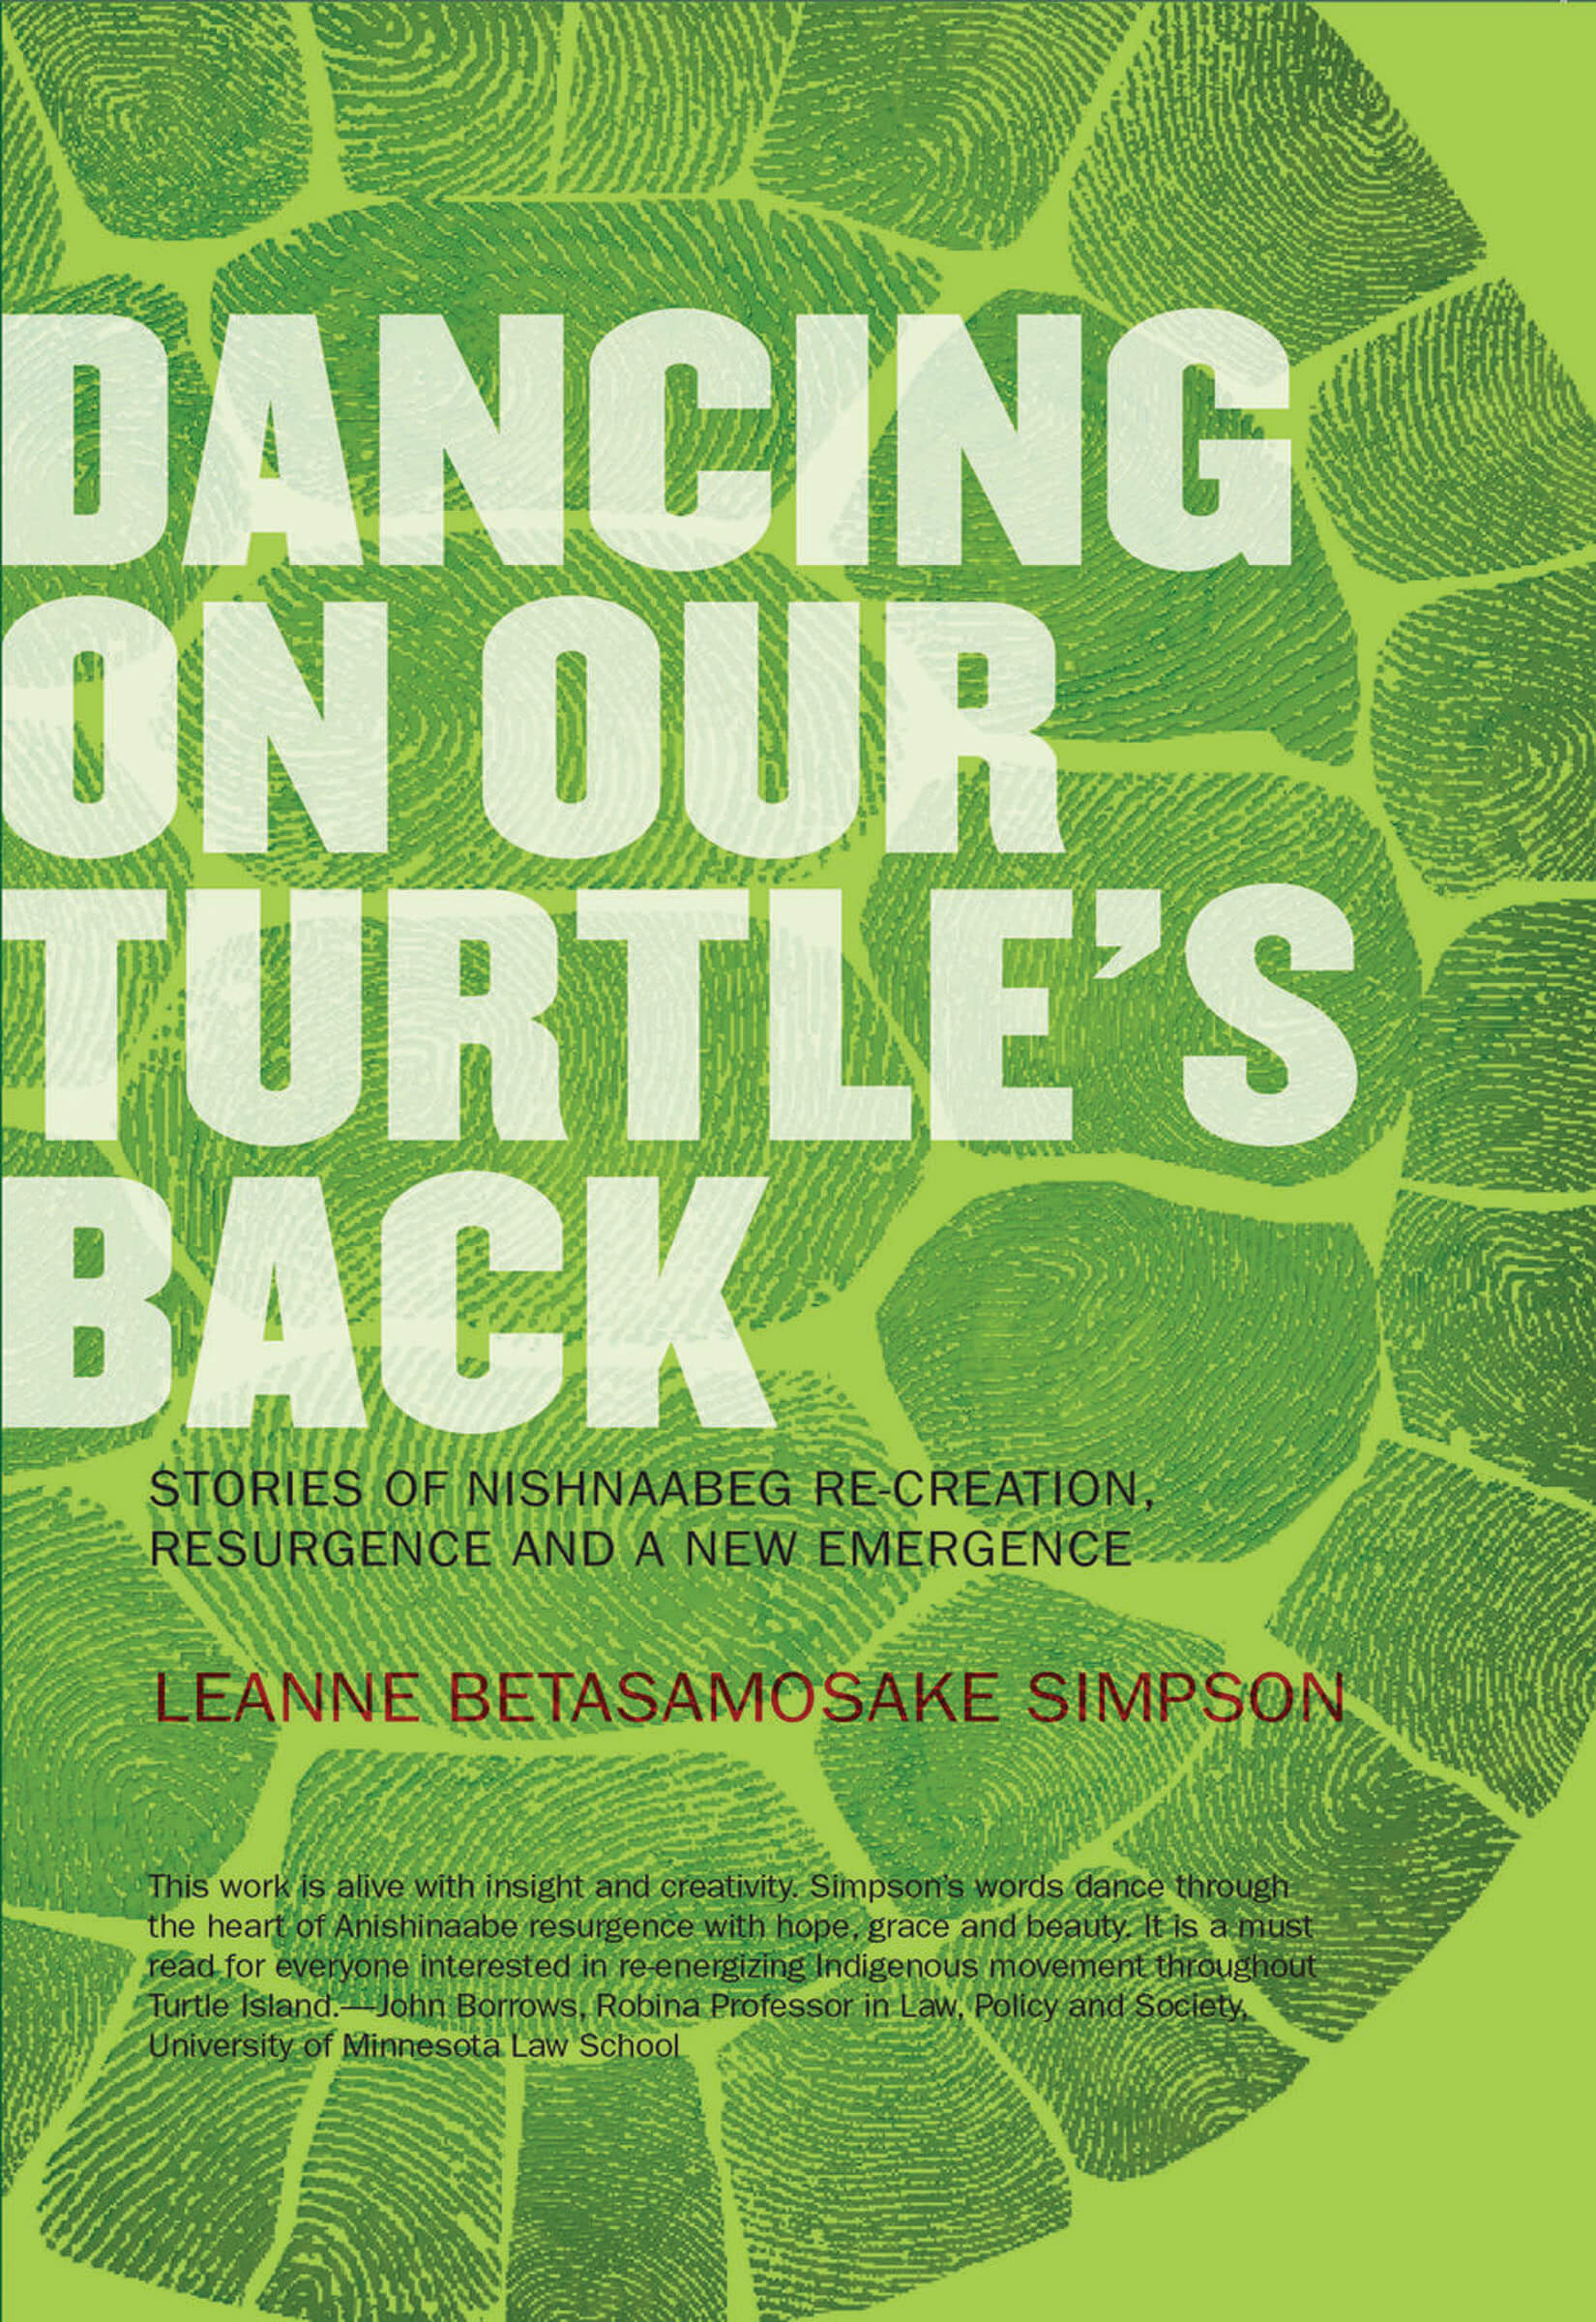 DANCING
ON OUR
TURTLE'S
BACK
STORIES OF NISHNAABEG RE-CREATION,
RESURGENCE AND A NEW EMERGENCE
LEANNE BETASAMOSAKE SIMPSON
This work is alive with insight and creativity. Simpson's words dance through
the heart of Anishinaabe resurgence with hope, grace and beauty. It is a must
read for everyone interested in re-energizing Indigenous movement throughout
Turtle Island.—John Borrows, Robina Professor in Law, Policy and Society,
University of Minnesota Law School